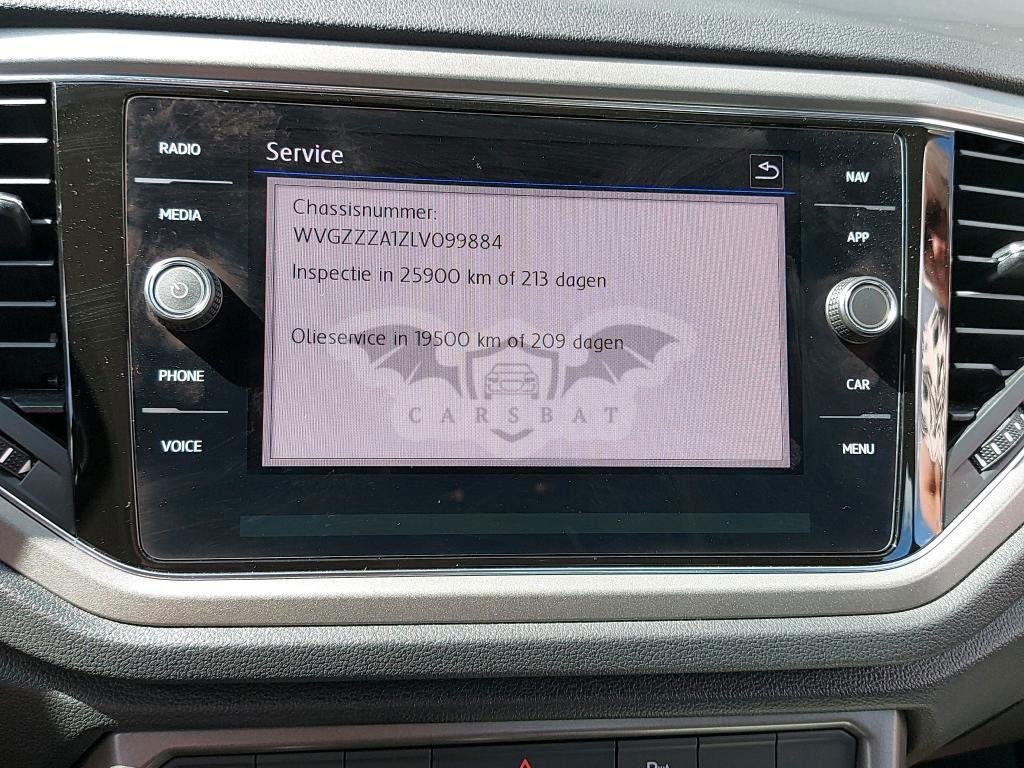 RADIO
MEDIA
PHONE
VOICE
Service
Chassisnummer:
WVGZZZA1ZLV099884
Inspectie in 25900 km of 213 dagen
Olieservice in 19500 km of 209 dagen
CARSBAT
NAV
APP
CAR
MENU